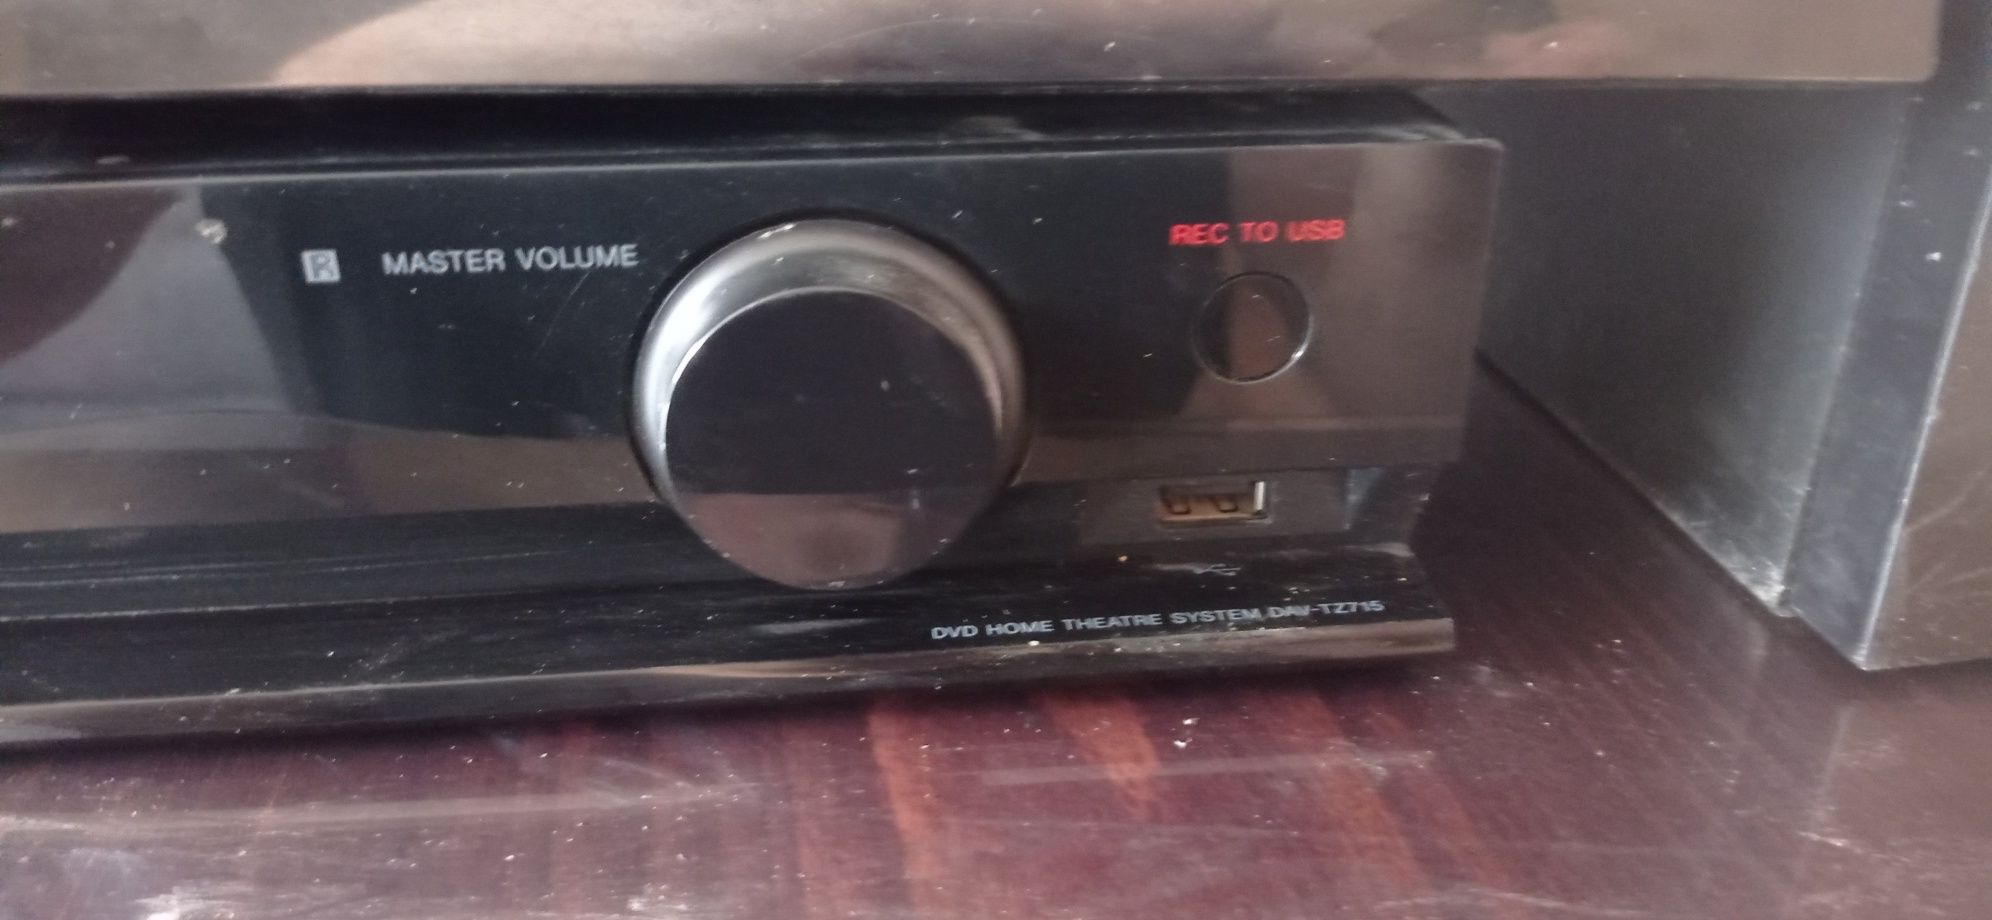 R MASTER VOLUME
REC TO USB
DVD HOME THEATRE SYSTEM DAV-TZ715